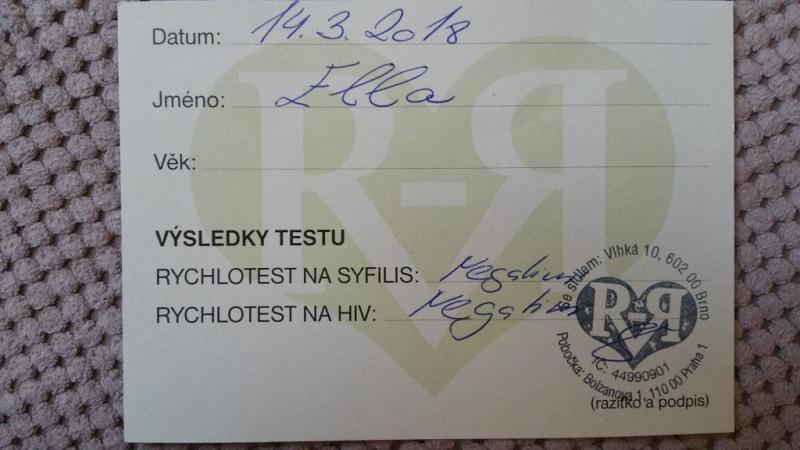 Datum: 14.3.2018
Jméno: Ella
Věk:
R-R
VÝSLEDKY TESTU
RYCHLOTEST NA SYFILIS: Negativní
RYCHLOTEST NA HIV: Negativní
se sídlem: Vlhká 10, 602 00 Brno
R-R
IČ: 44990901
Pobočka: Bolzanova 1, 110 00 Praha 1
(razítko a podpis)